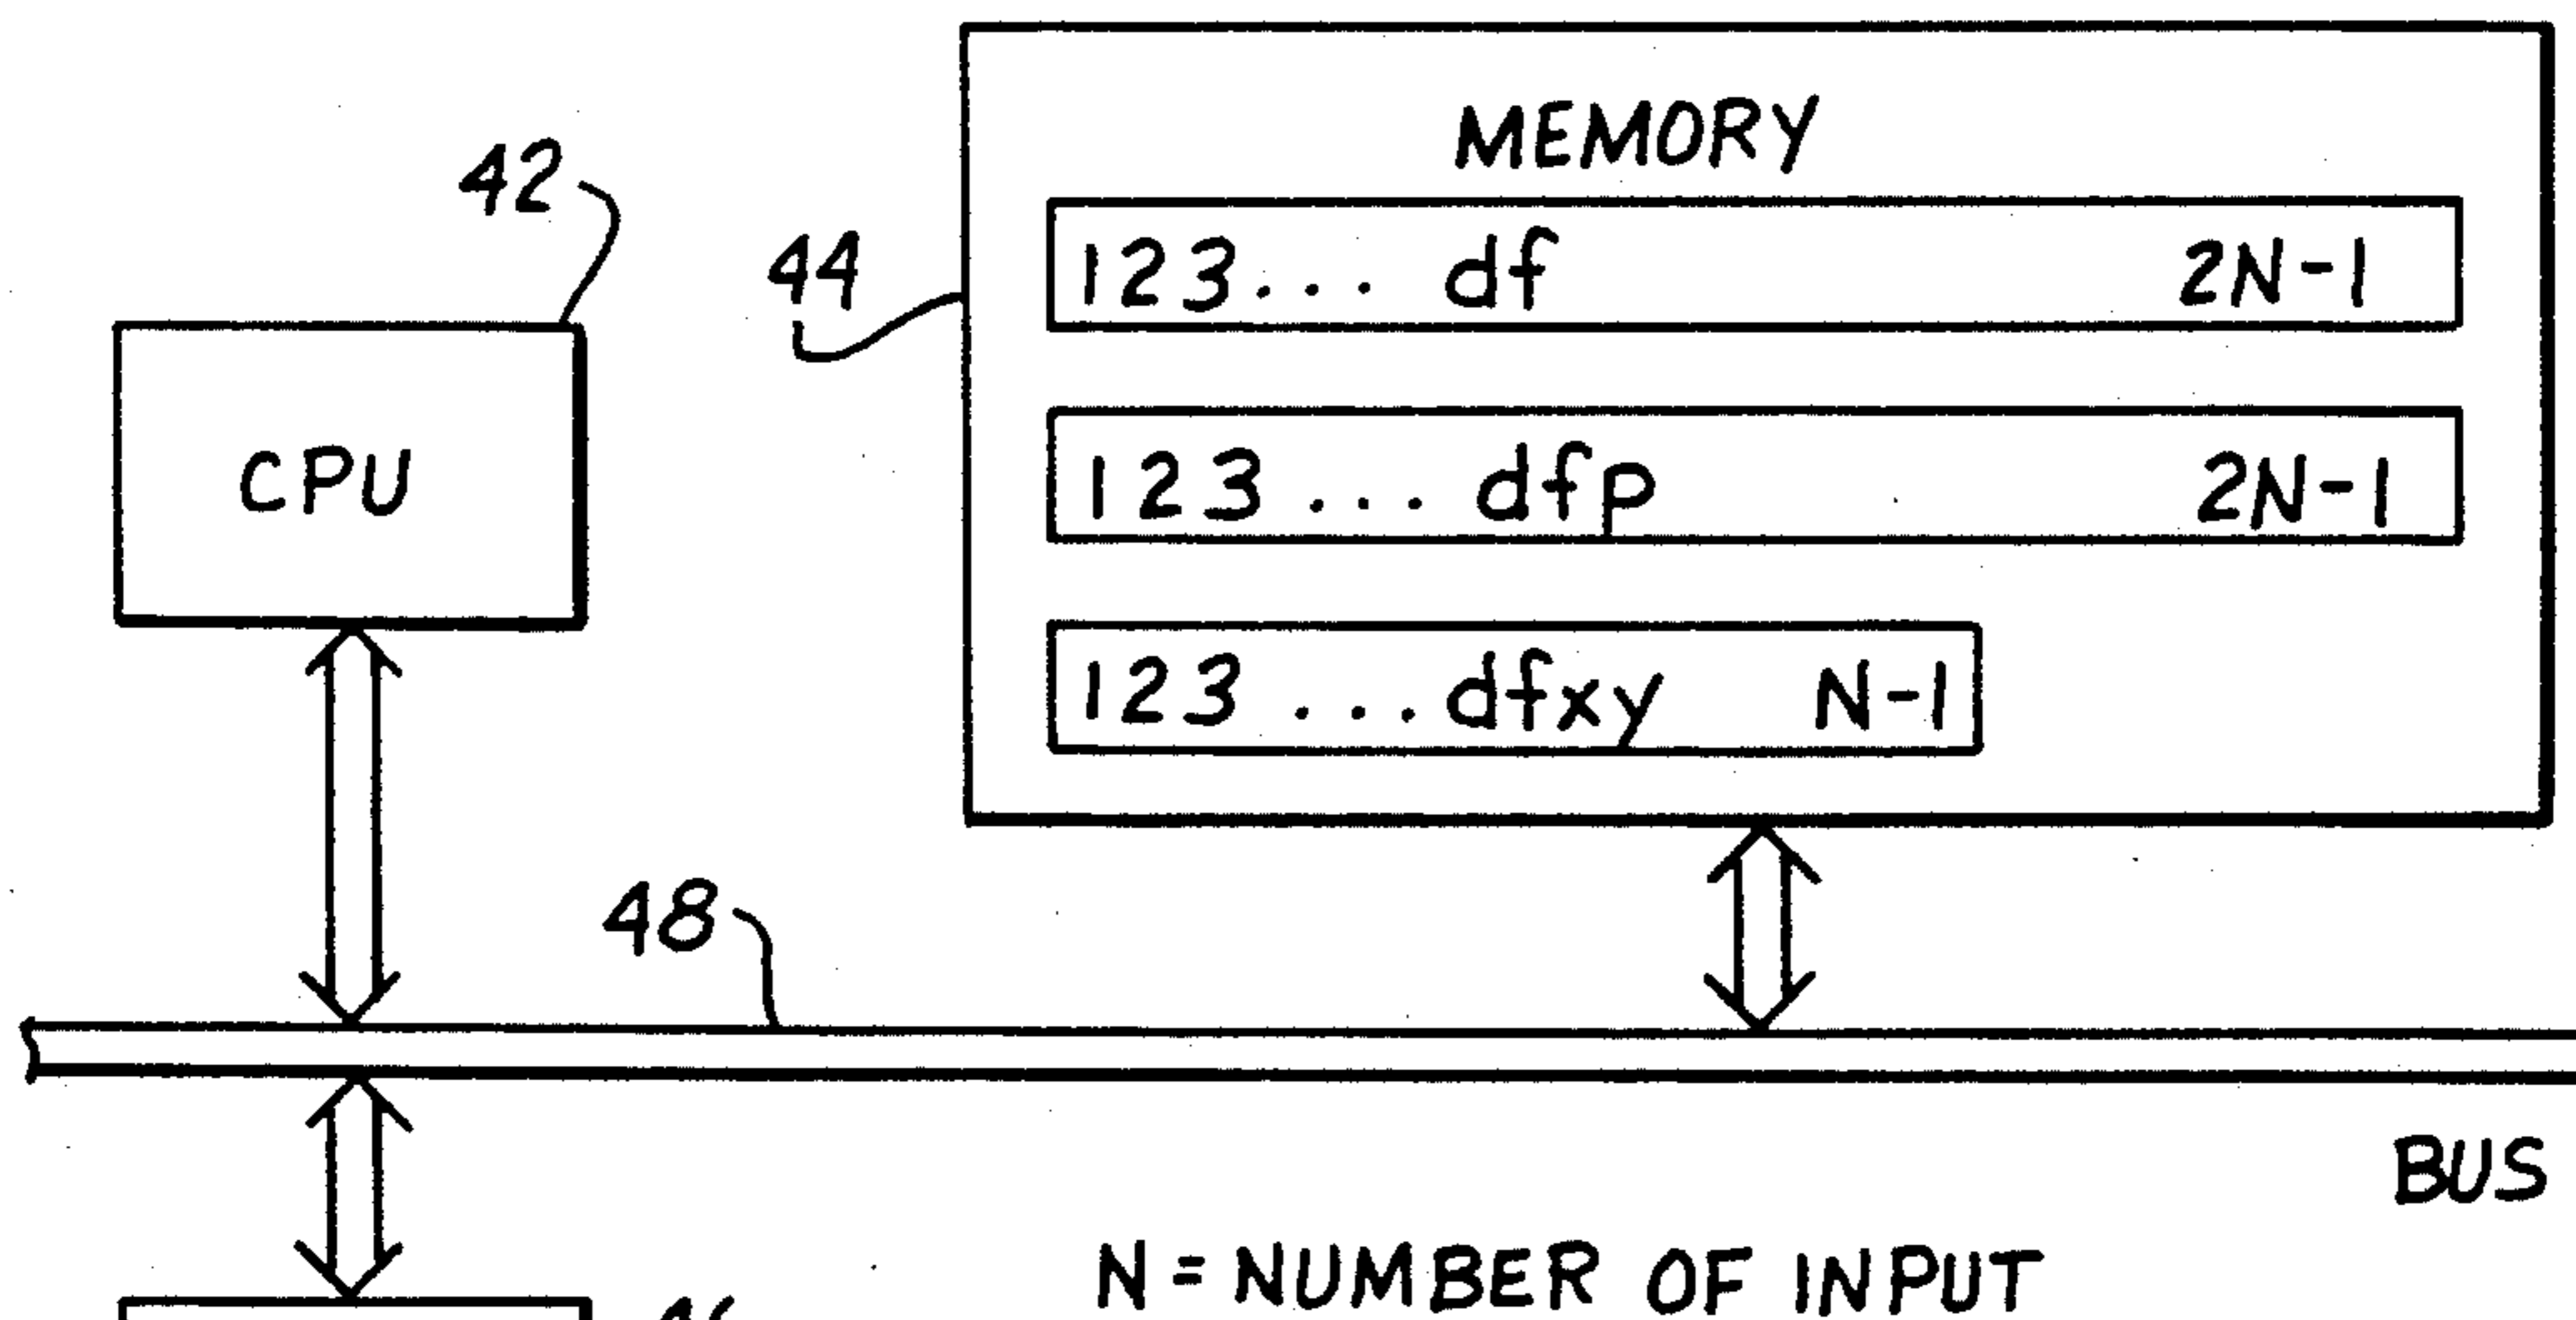 MEMORY
42
44
123... df 2N-1
CPU
123... dfp 2N-1
123 ... dfxy N-1
48
BUS
N = NUMBER OF INPUT